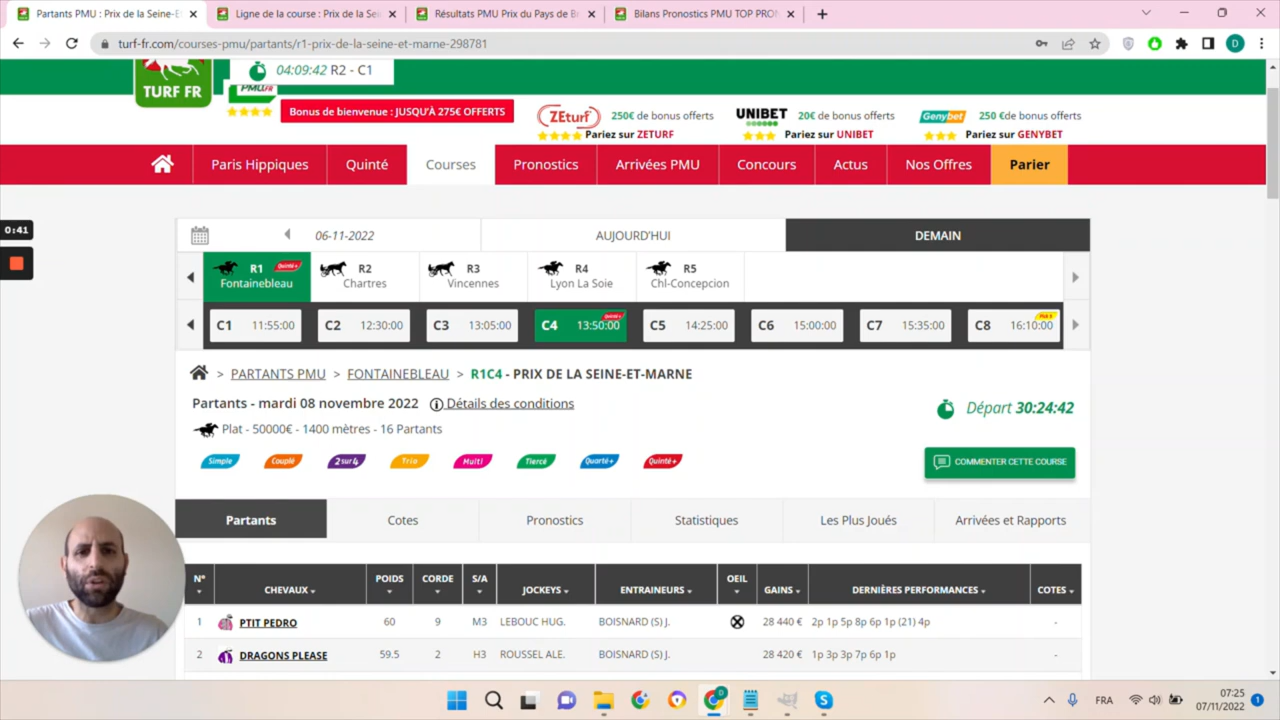 Partants PMU : Prix de la Seine-E
Ligne de la course : Prix de la Sei
Résultats PMU Prix du Pays de B
Bilans Pronostics PMU TOP PRON
turf-fr.com/courses-pmu/partants/r1-prix-de-la-seine-et-marne-298781
D
TURF FR
04:09:42 R2 - C1
PMU.FR
Bonus de bienvenue : JUSQU'À 275€ OFFERTS
ZEturf
250€ de bonus offerts
Pariez sur ZETURF
UNIBET
20€ de bonus offerts
Pariez sur UNIBET
Genybet
250 €de bonus offerts
Pariez sur GENYBET
Paris Hippiques
Quinté
Courses
Pronostics
Arrivées PMU
Concours
Actus
Nos Offres
Parier
0:41
06-11-2022
AUJOURD'HUI
DEMAIN
R1 Quinté+
Fontainebleau
R2
Chartres
R3
Vincennes
R4
Lyon La Soie
R5
Chl-Concepcion
C1 11:55:00
C2 12:30:00
C3 13:05:00
C4 13:50:00 Quinté+
C5 14:25:00
C6 15:00:00
C7 15:35:00
C8 16:10:00
> PARTANTS PMU > FONTAINEBLEAU > R1C4 - PRIX DE LA SEINE-ET-MARNE
Partants - mardi 08 novembre 2022 Détails des conditions
Départ 30:24:42
Plat - 50000€ - 1400 mètres - 16 Partants
Simple
Couplé
2sur4
Trio
Multi
Tiercé
Quarté+
Quinté+
COMMENTER CETTE COURSE
Partants
Cotes
Pronostics
Statistiques
Les Plus Joués
Arrivées et Rapports
N° CHEVAUX POIDS CORDE S/A JOCKEYS ENTRAINEURS OEIL GAINS DERNIÈRES PERFORMANCES COTES
1 PTIT PEDRO 60 9 M3 LEBOUC HUG. BOISNARD (S) J. 28 440 € 2p 1p 5p 8p 6p 1p (21) 4p -
2 DRAGONS PLEASE 59.5 2 H3 ROUSSEL ALE. BOISNARD (S) J. 28 420 € 1p 3p 3p 7p 6p 1p -
FRA
07:25
07/11/2022
1